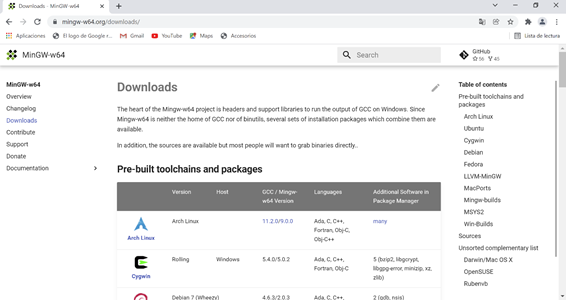 Downloads - MinGW-w64
mingw-w64.org/downloads/
Aplicaciones
El logo de Google r...
Gmail
YouTube
Maps
Accesorios
Lista de lectura
MinGW-w64
Search
GitHub
56 45
MinGW-w64
Overview
Changelog
Downloads
Contribute
Support
Donate
Documentation
Downloads
The heart of the Mingw-w64 project is headers and support libraries to run the output of GCC on Windows. Since
Mingw-w64 is neither the home of GCC nor of binutils, several sets of installation packages which combine them are
available.
In addition, the sources are available but most people will want to grab binaries directly..
Pre-built toolchains and packages
Version Host GCC / Mingw-w64 Version Languages Additional Software in Package Manager
Arch Linux
Arch Linux 11.2.0/9.0.0 Ada, C, C++, Fortran, Obj-C, Obj-C++ many
Cygwin
Rolling Windows 5.4.0/5.0.2 Ada, C, C++, Fortran, Obj-C 5 (bzip2, libgcrypt, libgpg-error, minizip, xz, zlib)
Debian 7 (Wheezy) 4.6.3/2.0.3 Ada, C, C++, 2 (gdb, nsis)
Table of contents
Pre-built toolchains and
packages
Arch Linux
Ubuntu
Cygwin
Debian
Fedora
LLVM-MinGW
MacPorts
Mingw-builds
MSYS2
Win-Builds
Sources
Unsorted complementary list
Darwin/Mac OS X
OpenSUSE
Rubenvb